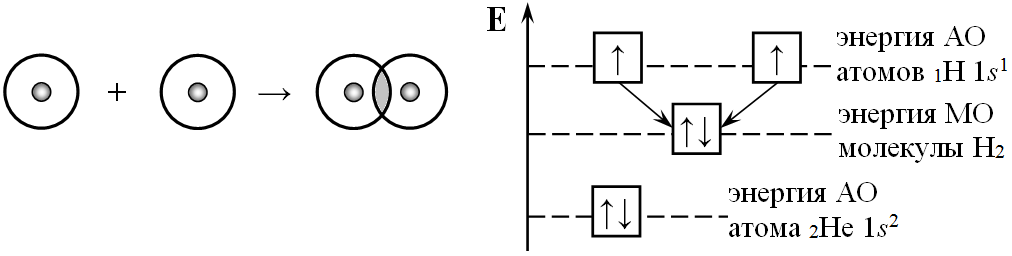 + →
E
↑ ↑ энергия АО
атомов ₁H 1s¹
↑↓ энергия МО
молекулы H₂
↑↓ энергия АО
атома ₂He 1s²